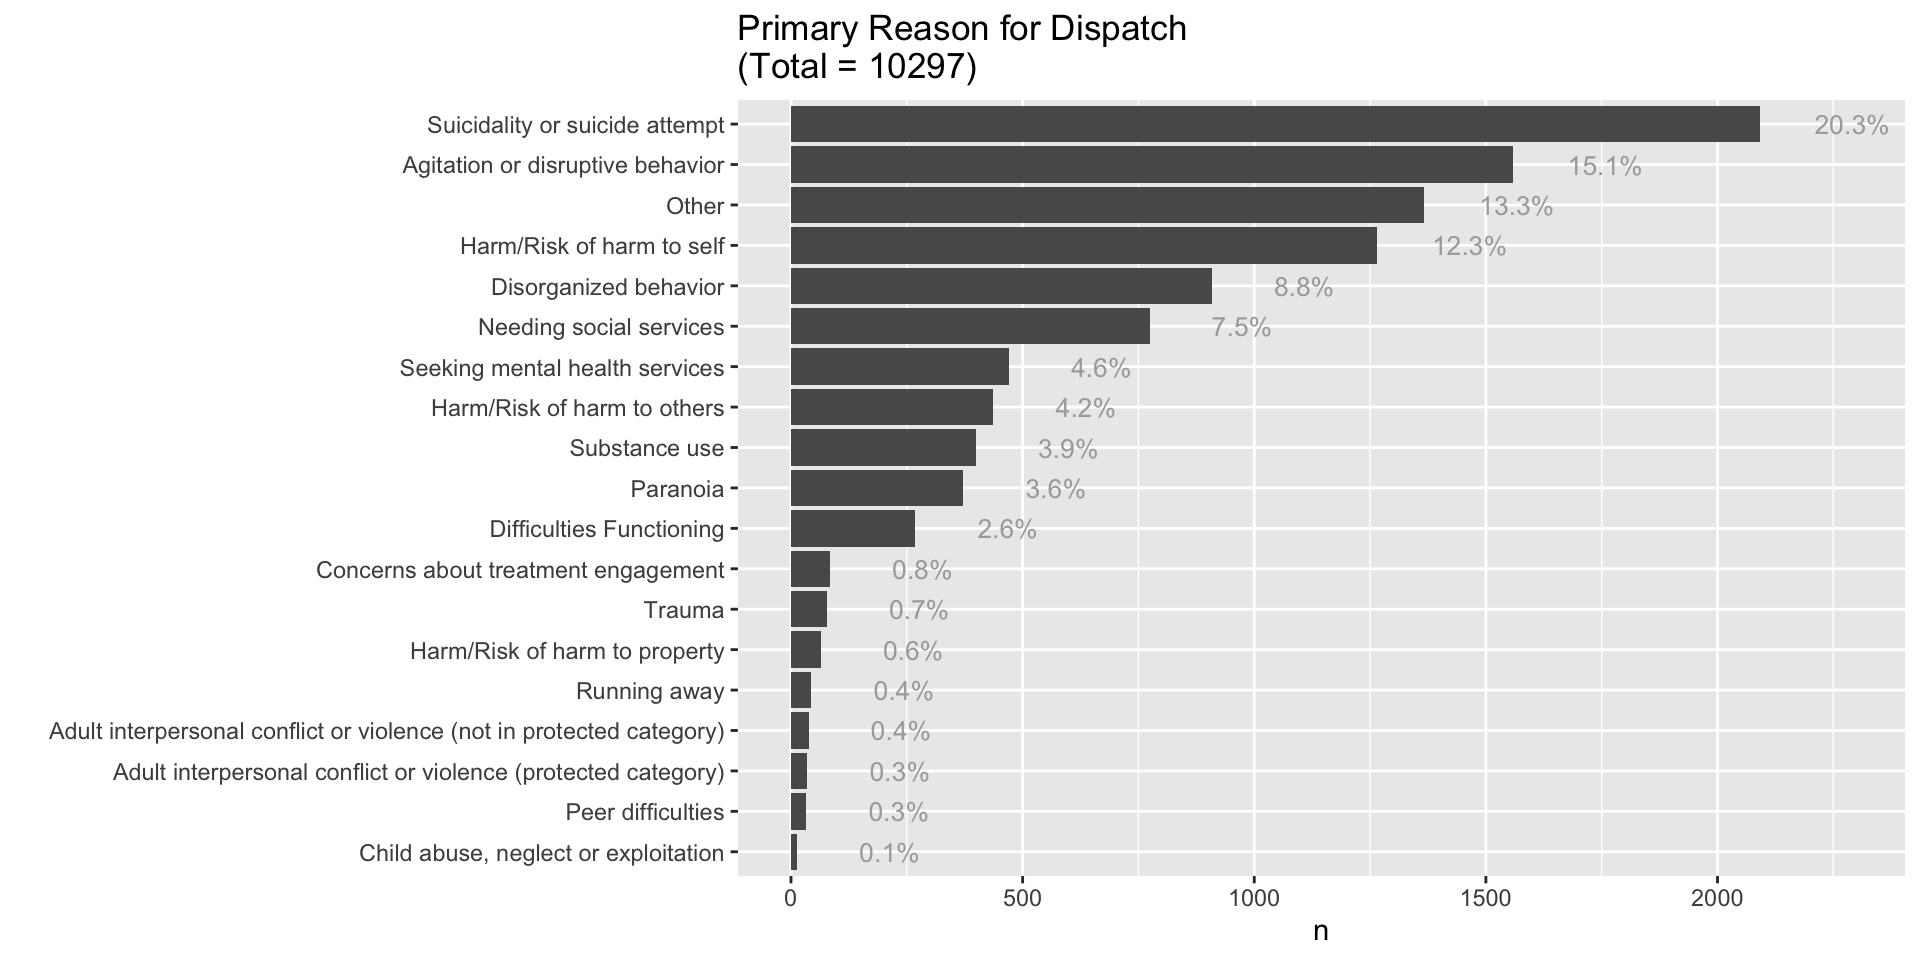 Primary Reason for Dispatch
(Total = 10297)
Suicidality or suicide attempt 20.3%
Agitation or disruptive behavior 15.1%
Other 13.3%
Harm/Risk of harm to self 12.3%
Disorganized behavior 8.8%
Needing social services 7.5%
Seeking mental health services 4.6%
Harm/Risk of harm to others 4.2%
Substance use 3.9%
Paranoia 3.6%
Difficulties Functioning 2.6%
Concerns about treatment engagement 0.8%
Trauma 0.7%
Harm/Risk of harm to property 0.6%
Running away 0.4%
Adult interpersonal conflict or violence (not in protected category) 0.4%
Adult interpersonal conflict or violence (protected category) 0.3%
Peer difficulties 0.3%
Child abuse, neglect or exploitation 0.1%
0 500 1000 1500 2000
n